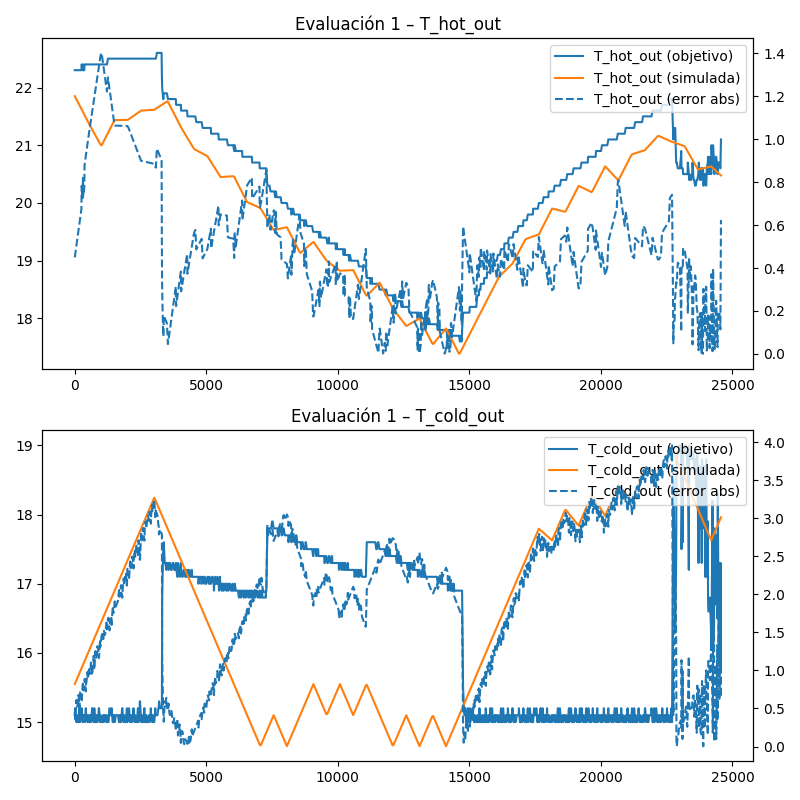 Evaluación 1 – T_hot_out
T_hot_out (objetivo)
T_hot_out (simulada)
T_hot_out (error abs)
22
21
20
19
18
1.4
1.2
1.0
0.8
0.6
0.4
0.2
0.0
0 5000 10000 15000 20000 25000
Evaluación 1 – T_cold_out
T_cold_out (objetivo)
T_cold_out (simulada)
T_cold_out (error abs)
19
18
17
16
15
4.0
3.5
3.0
2.5
2.0
1.5
1.0
0.5
0.0
0 5000 10000 15000 20000 25000